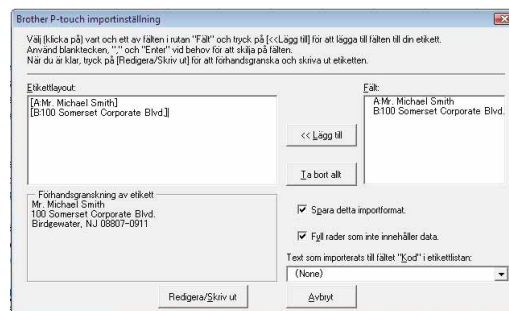 Brother P-touch importinställning
Välj (klicka på) vart och ett av fälten i rutan "Fält" och tryck på [<<Lägg till] för att lägga till fälten till din etikett.
Använd blanktecken, "," och "Enter" vid behov för att skilja på fälten.
När du är klar, tryck på [Redigera/Skriv ut] för att förhandsgranska och skriva ut etiketten.
Etikettlayout:
[A:Mr. Michael Smith]
[B:100 Somerset Corporate Blvd.]
Fält:
A:Mr. Michael Smith
B:100 Somerset Corporate Blvd.
<< Lägg till
Ta bort allt
Förhandsgranskning av etikett
Mr. Michael Smith
100 Somerset Corporate Blvd.
Birdgewater, NJ 08807-0911
Spara detta importformat.
Fyll rader som inte innehåller data.
Text som importerats till fältet "Kod" i etikettlistan:
(None)
Redigera/Skriv ut
Avbryt